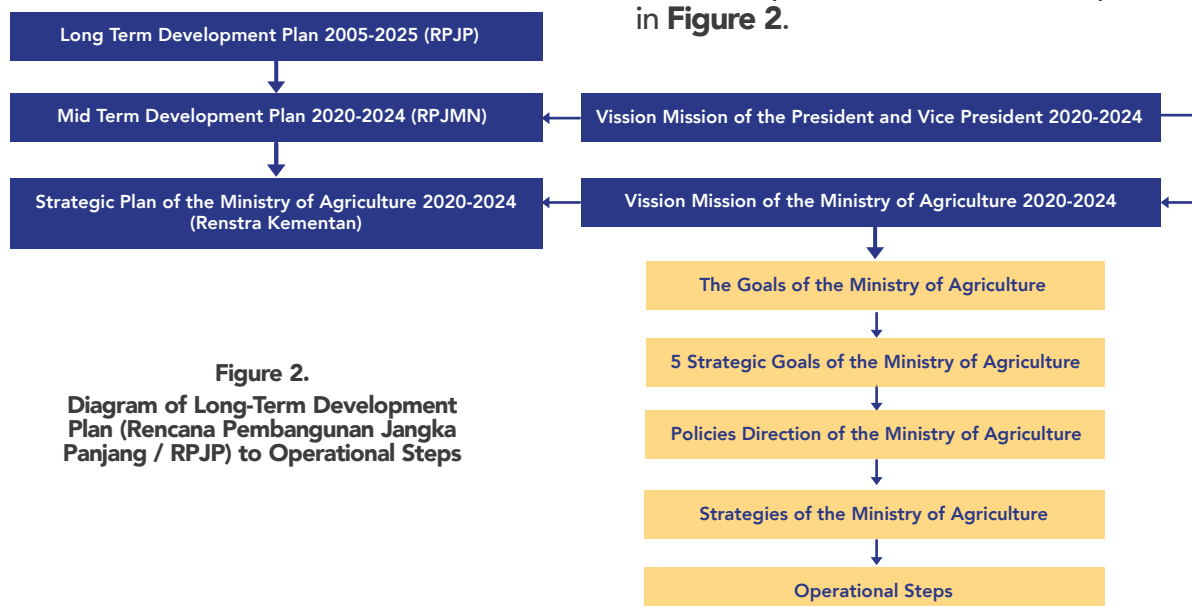 in Figure 2.
Long Term Development Plan 2005-2025 (RPJP)
Mid Term Development Plan 2020-2024 (RPJMN)
Vission Mission of the President and Vice President 2020-2024
Strategic Plan of the Ministry of Agriculture 2020-2024
(Renstra Kementan)
Vission Mission of the Ministry of Agriculture 2020-2024
The Goals of the Ministry of Agriculture
5 Strategic Goals of the Ministry of Agriculture
Policies Direction of the Ministry of Agriculture
Strategies of the Ministry of Agriculture
Operational Steps
Figure 2.
Diagram of Long-Term Development
Plan (Rencana Pembangunan Jangka
Panjang / RPJP) to Operational Steps